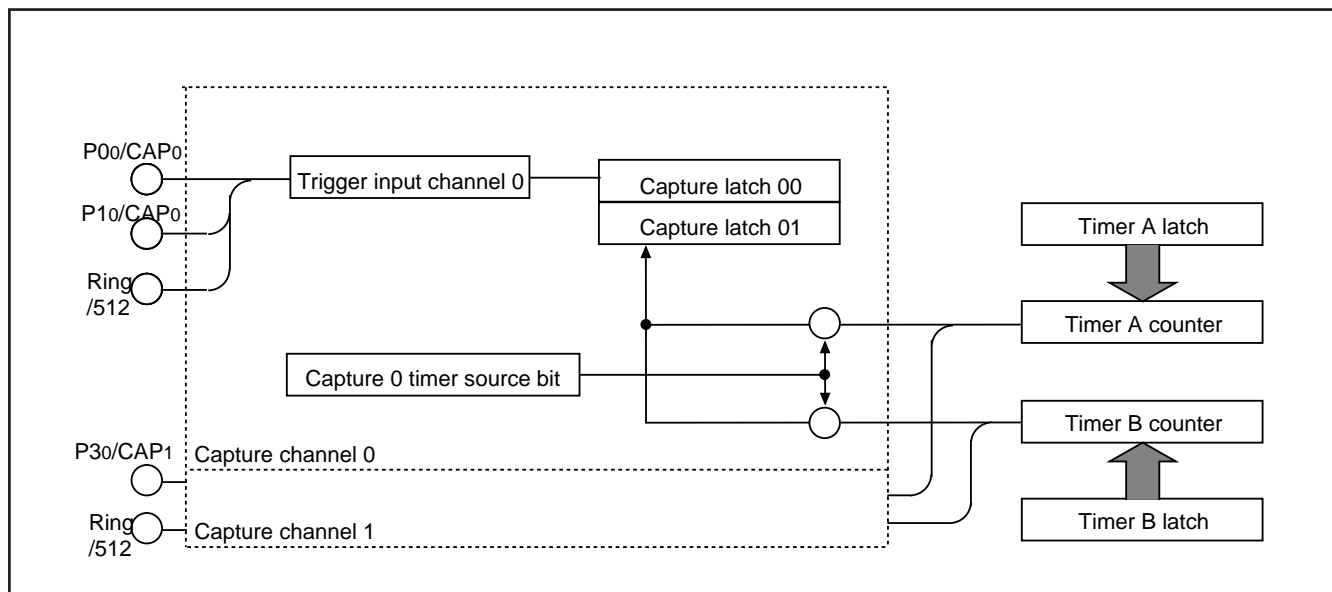 P00/CAP0
P10/CAP0
Ring
/512
Trigger input channel 0
Capture latch 00
Capture latch 01
Timer A latch
Timer A counter
Capture 0 timer source bit
Timer B counter
Timer B latch
Capture channel 0
P30/CAP1
Ring
/512
Capture channel 1